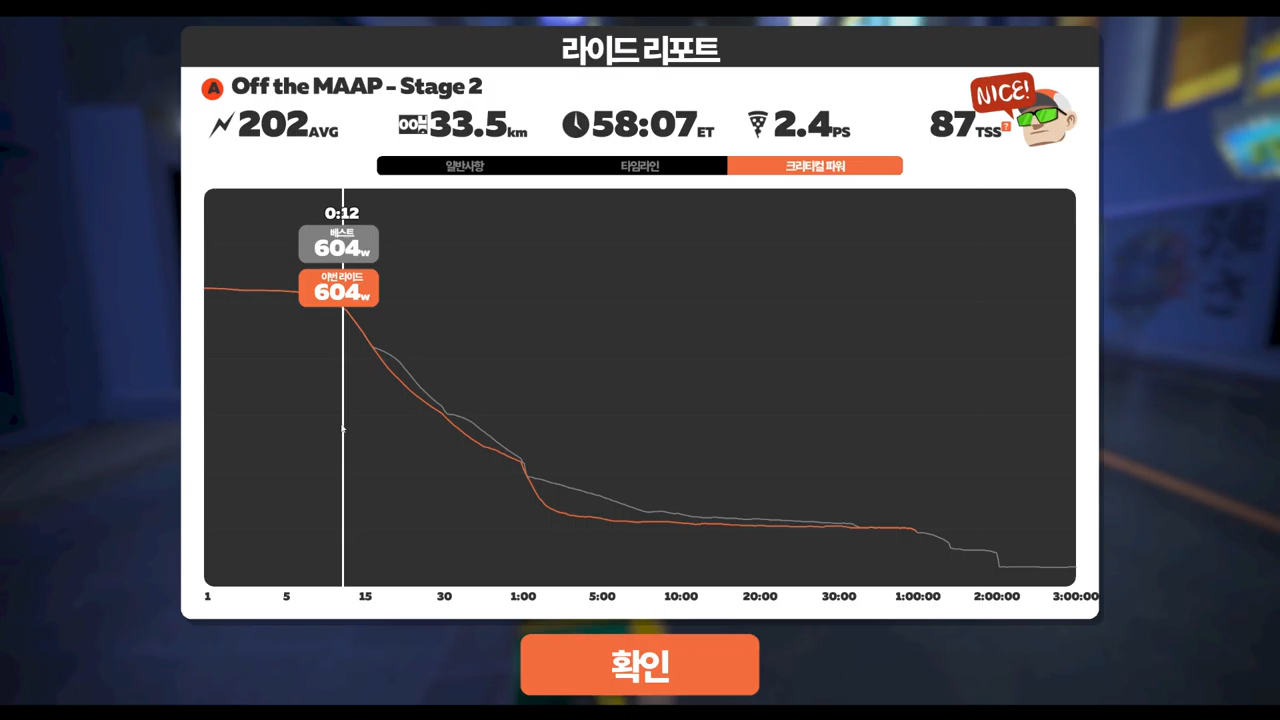 라이드 리포트
A Off the MAAP - Stage 2
202AVG 33.5km 58:07ET 2.4PS 87TSS ?
NICE!
일반사항 타임라인 크리티컬 파워
0:12
베스트
604w
이번 라이드
604w
1 5 15 30 1:00 5:00 10:00 20:00 30:00 1:00:00 2:00:00 3:00:00
확인